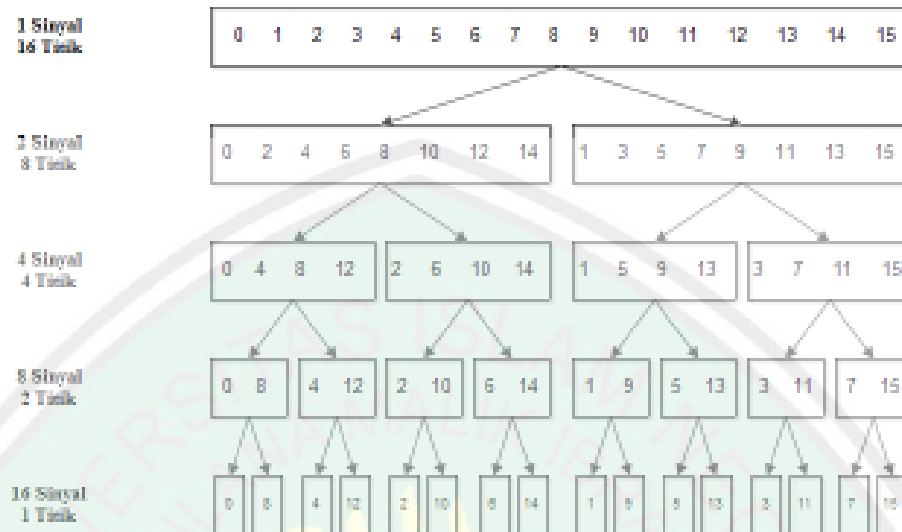 1 Sinyal
16 Titik
0 1 2 3 4 5 6 7 8 9 10 11 12 13 14 15
2 Sinyal
8 Titik
0 2 4 6 8 10 12 14 1 3 5 7 9 11 13 15
4 Sinyal
4 Titik
0 4 8 12 2 6 10 14 1 5 9 13 3 7 11 15
8 Sinyal
2 Titik
0 8 4 12 2 10 6 14 1 9 5 13 3 11 7 15
16 Sinyal
1 Titik
0 8 4 12 2 10 6 14 1 9 5 13 3 11 7 15